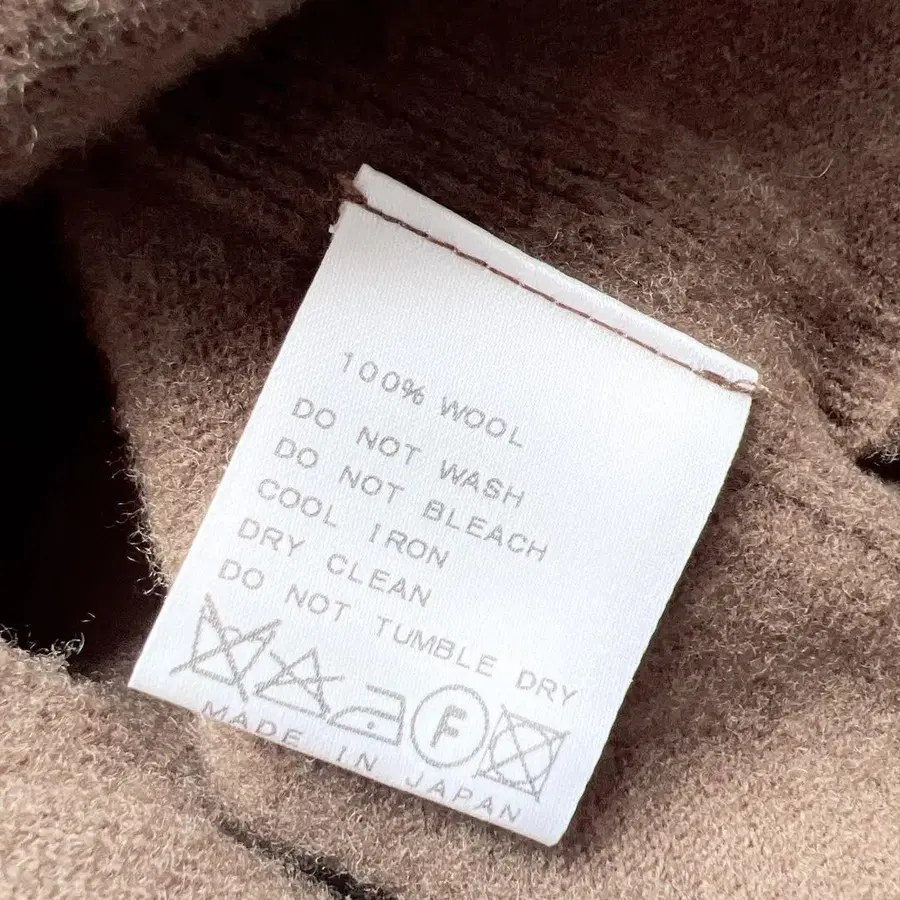 100% WOOL
DO NOT WASH
DO NOT BLEACH
COOL IRON
DRY CLEAN
DO NOT TUMBLE DRY
F
MADE IN JAPAN